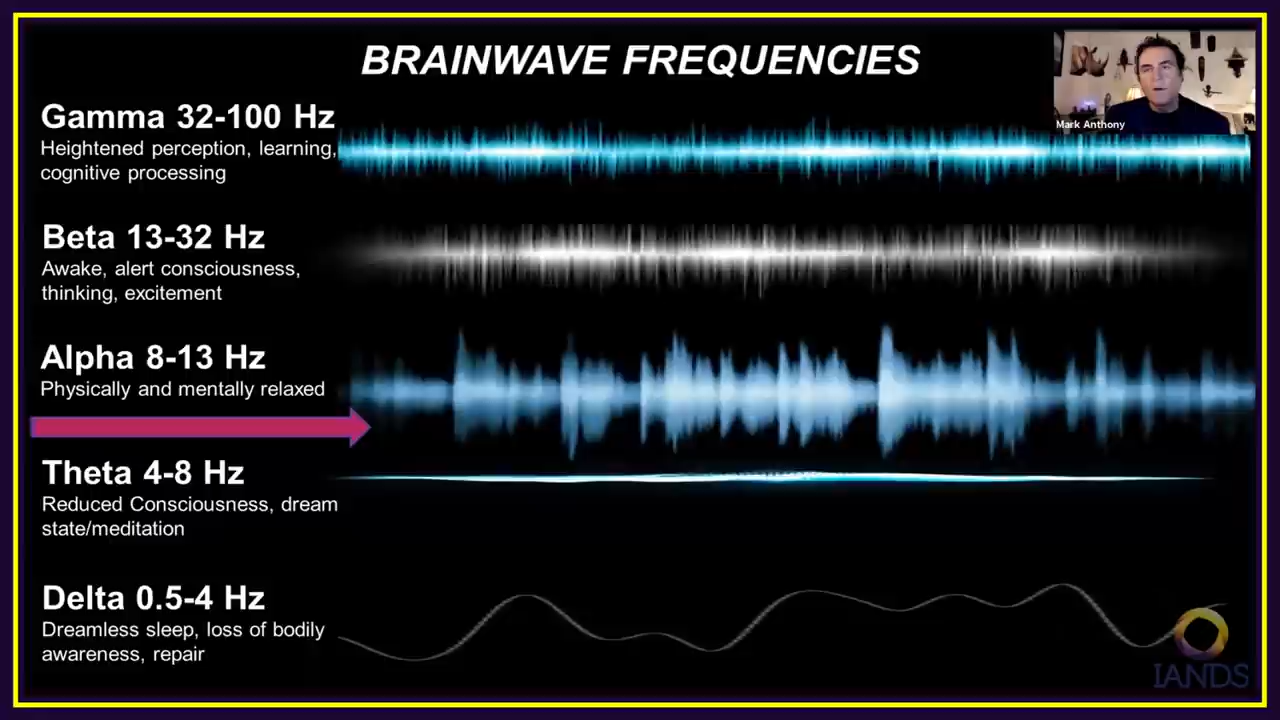 BRAINWAVE FREQUENCIES
Mark Anthony
Gamma 32-100 Hz
Heightened perception, learning,
cognitive processing
Beta 13-32 Hz
Awake, alert consciousness,
thinking, excitement
Alpha 8-13 Hz
Physically and mentally relaxed
Theta 4-8 Hz
Reduced Consciousness, dream
state/meditation
Delta 0.5-4 Hz
Dreamless sleep, loss of bodily
awareness, repair
IANDS